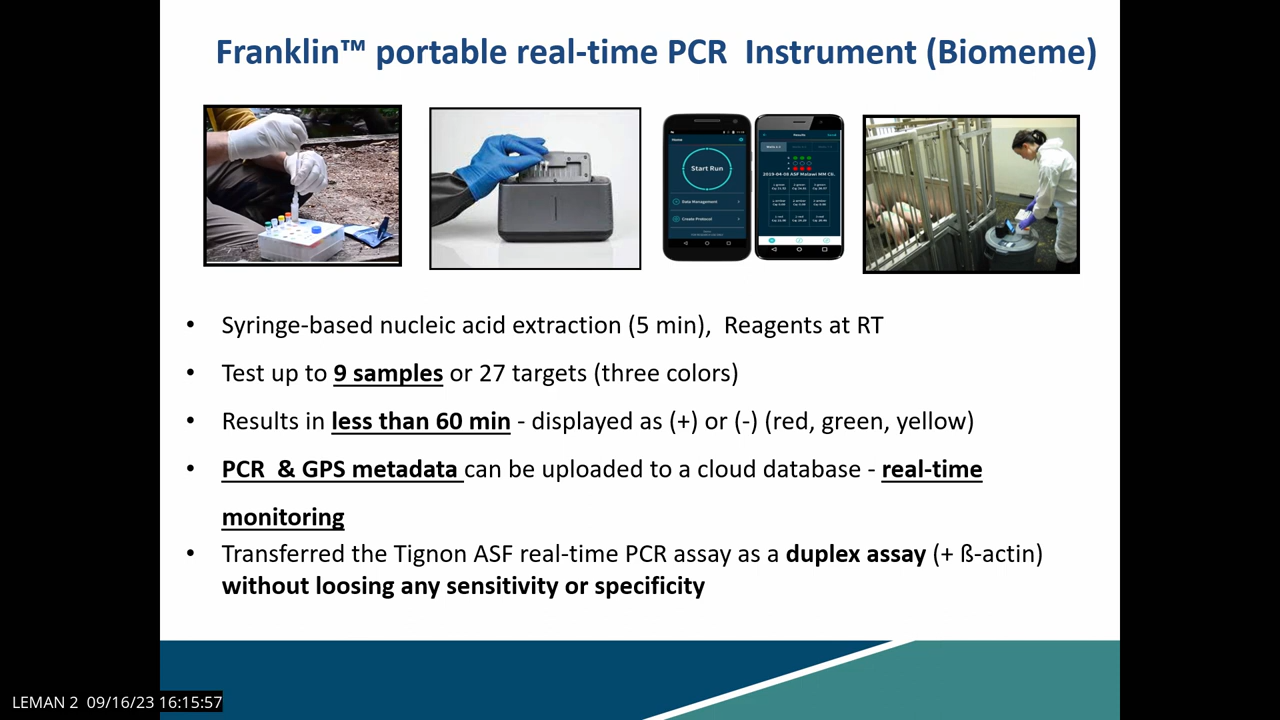 Franklin™ portable real-time PCR  Instrument (Biomeme)
Home
Start Run
Data Management
Create Protocol
Results
2019-04-08 ASF Malawi MM CIL
• Syringe-based nucleic acid extraction (5 min),  Reagents at RT
• Test up to 9 samples or 27 targets (three colors)
• Results in less than 60 min - displayed as (+) or (-) (red, green, yellow)
• PCR  & GPS metadata can be uploaded to a cloud database - real-time
monitoring
• Transferred the Tignon ASF real-time PCR assay as a duplex assay (+ ß-actin)
without loosing any sensitivity or specificity
LEMAN 2  09/16/23 16:15:57